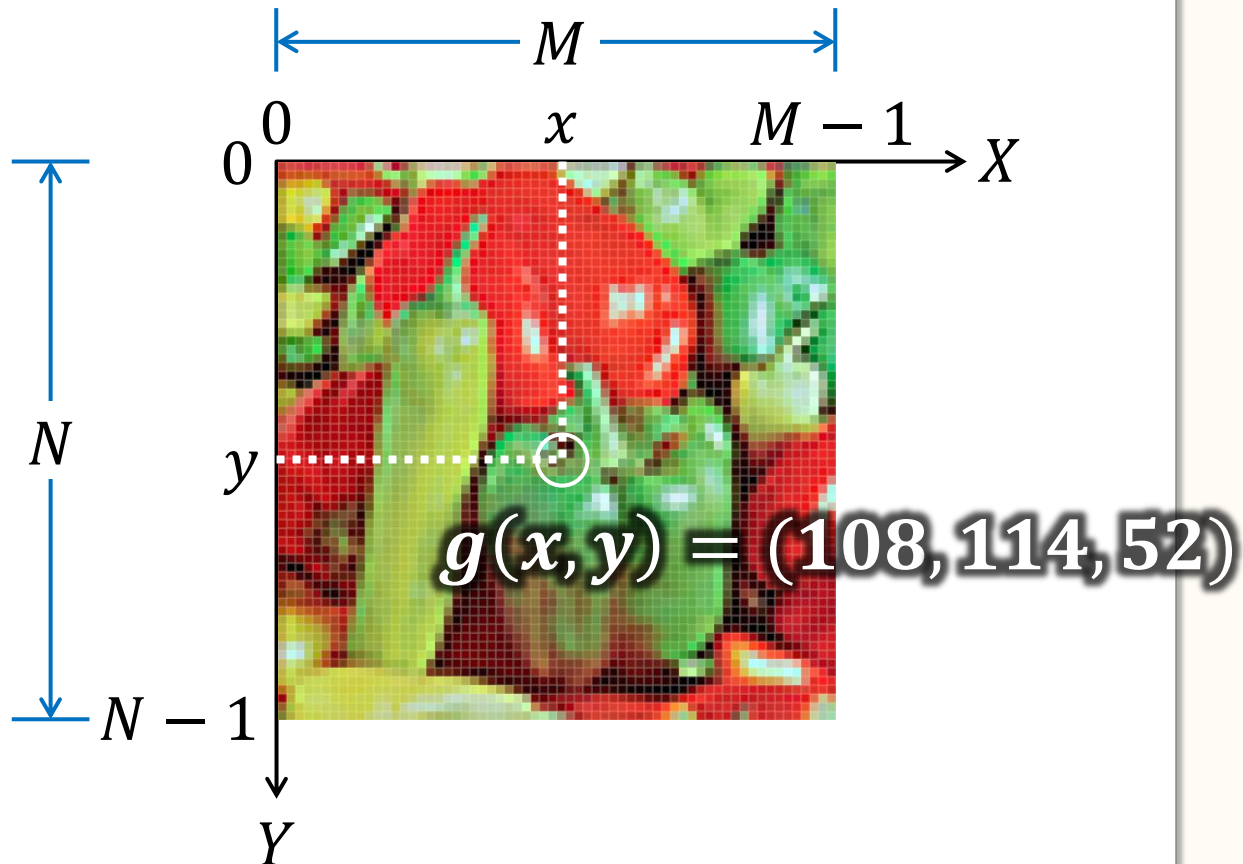 M
0 x M − 1
0 X
N
y
g(x, y) = (108, 114, 52)
N − 1
Y